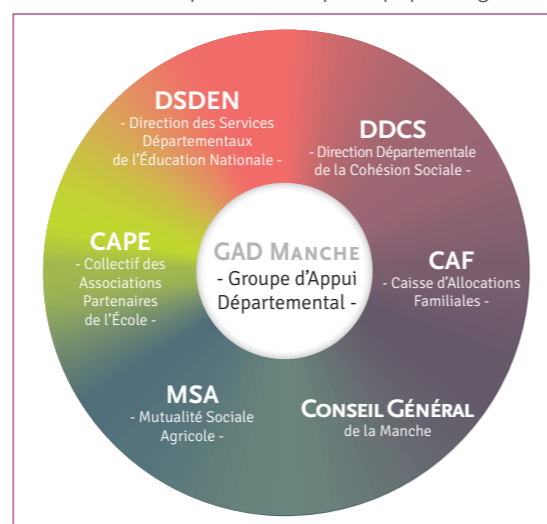 DSDEN
- Direction des Services
Départementaux
de l'Éducation Nationale -
DDCS
- Direction Départementale
de la Cohésion Sociale -
CAPE
- Collectif des
Associations
Partenaires
de l'École -
GAD MANCHE
- Groupe d'Appui
Départemental -
CAF
- Caisse d'Allocations
Familiales -
MSA
- Mutualité Sociale
Agricole -
CONSEIL GÉNÉRAL
de la Manche